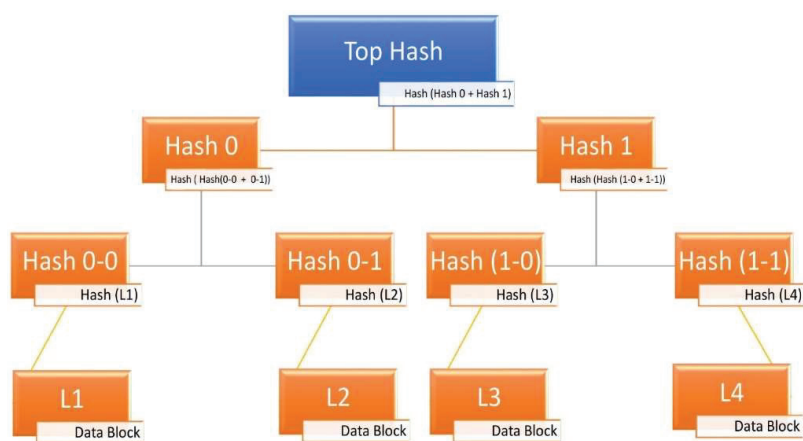 Top Hash
Hash (Hash 0 + Hash 1)
Hash 0
Hash ( Hash(0-0 + 0-1))
Hash 1
Hash (Hash (1-0 + 1-1))
Hash 0-0
Hash (L1)
Hash 0-1
Hash (L2)
Hash (1-0)
Hash (L3)
Hash (1-1)
Hash (L4)
L1
Data Block
L2
Data Block
L3
Data Block
L4
Data Block